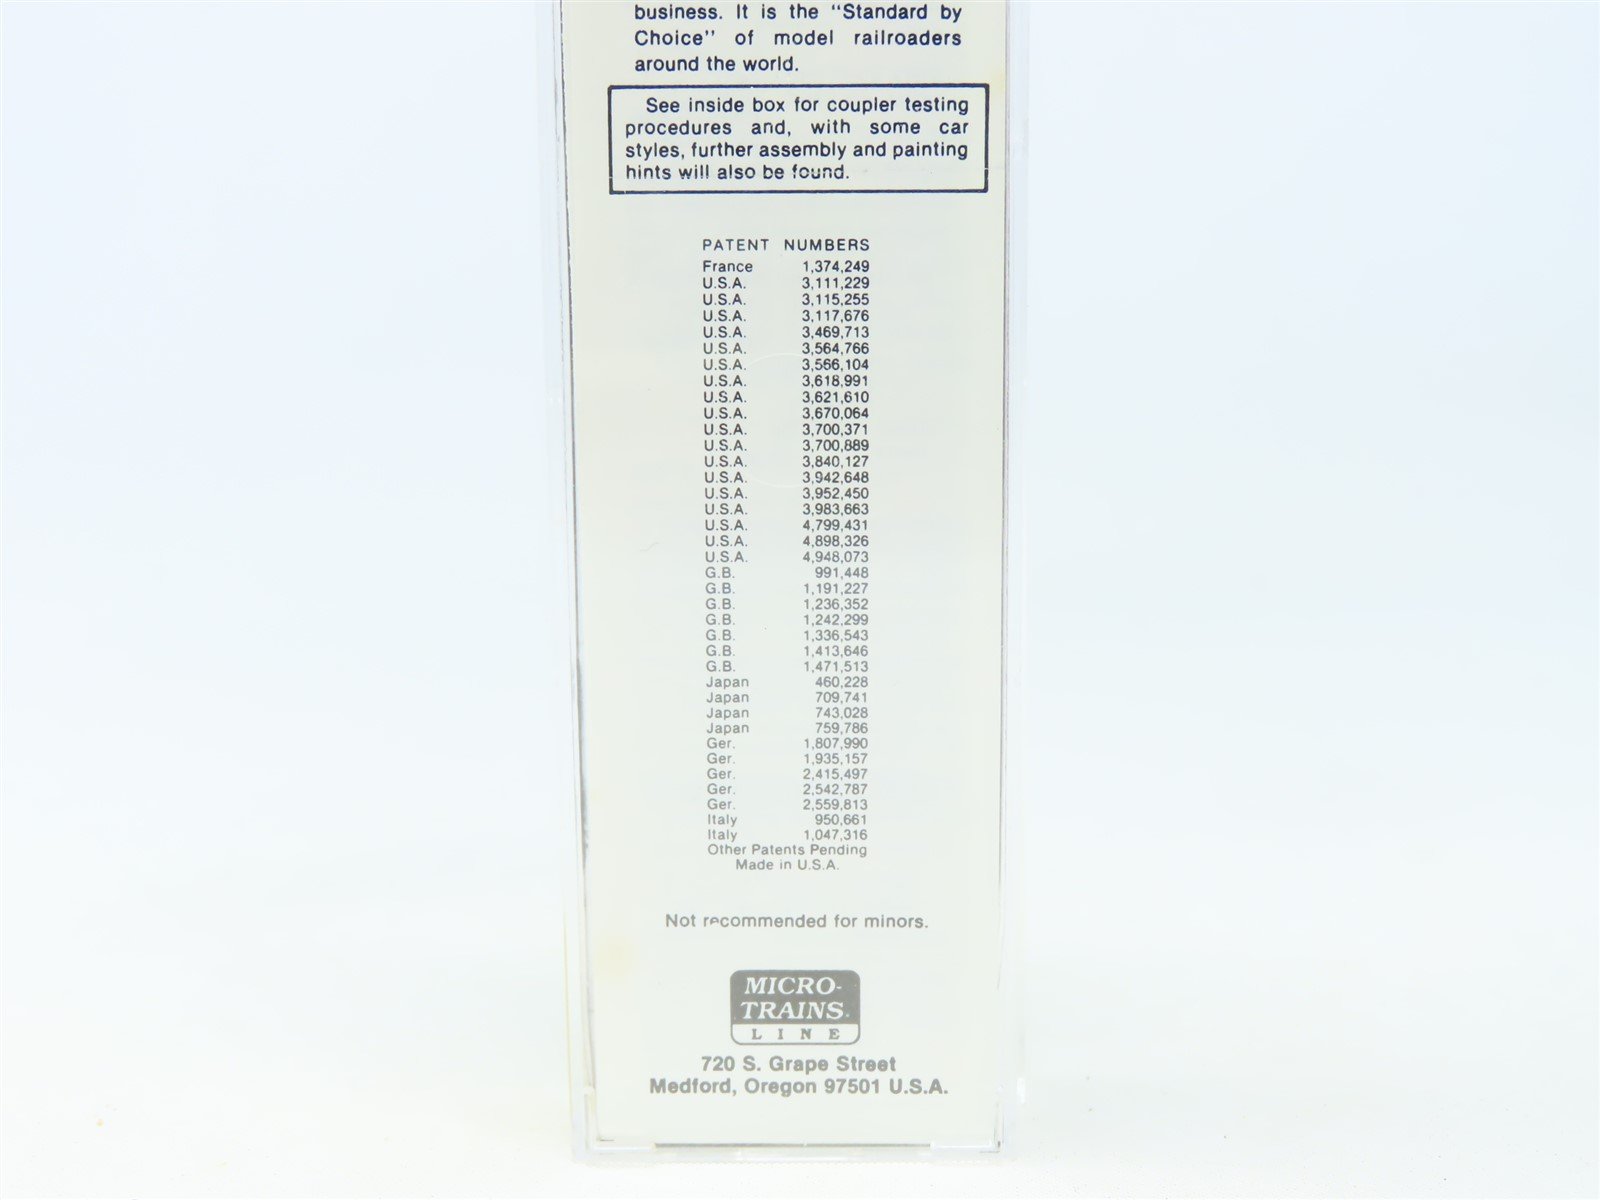 business. It is the "Standard by
Choice" of model railroaders
around the world.
See inside box for coupler testing
procedures and, with some car
styles, further assembly and painting
hints will also be found.
PATENT NUMBERS
France 1,374,249
U.S.A. 3,111,229
U.S.A. 3,115,255
U.S.A. 3,117,676
U.S.A. 3,469,713
U.S.A. 3,564,766
U.S.A. 3,566,104
U.S.A. 3,618,991
U.S.A. 3,621,610
U.S.A. 3,670,064
U.S.A. 3,700,371
U.S.A. 3,700,889
U.S.A. 3,840,127
U.S.A. 3,942,648
U.S.A. 3,952,450
U.S.A. 3,983,663
U.S.A. 4,799,431
U.S.A. 4,898,326
U.S.A. 4,948,073
G.B. 991,448
G.B. 1,191,227
G.B. 1,236,352
G.B. 1,242,299
G.B. 1,336,543
G.B. 1,413,646
G.B. 1,471,513
Japan 460,228
Japan 709,741
Japan 743,028
Japan 759,786
Ger. 1,807,990
Ger. 1,935,157
Ger. 2,415,497
Ger. 2,542,787
Ger. 2,559,813
Italy 950,661
Italy 1,047,316
Other Patents Pending
Made in U.S.A.
Not recommended for minors.
MICRO-
TRAINS
LINE
720 S. Grape Street
Medford, Oregon 97501 U.S.A.